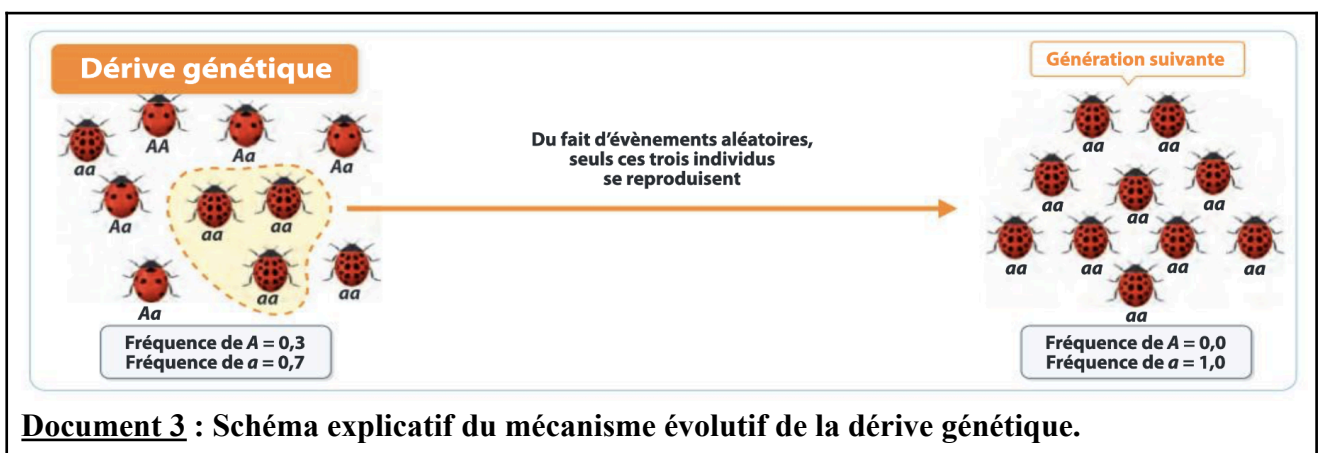 Dérive génétique
aa
AA
Aa
Aa
Aa
aa
aa
Aa
aa
aa
Fréquence de A = 0,3
Fréquence de a = 0,7
Du fait d'évènements aléatoires,
seuls ces trois individus
se reproduisent
Génération suivante
aa aa
aa aa aa
aa aa aa aa
aa
Fréquence de A = 0,0
Fréquence de a = 1,0
Document 3 : Schéma explicatif du mécanisme évolutif de la dérive génétique.